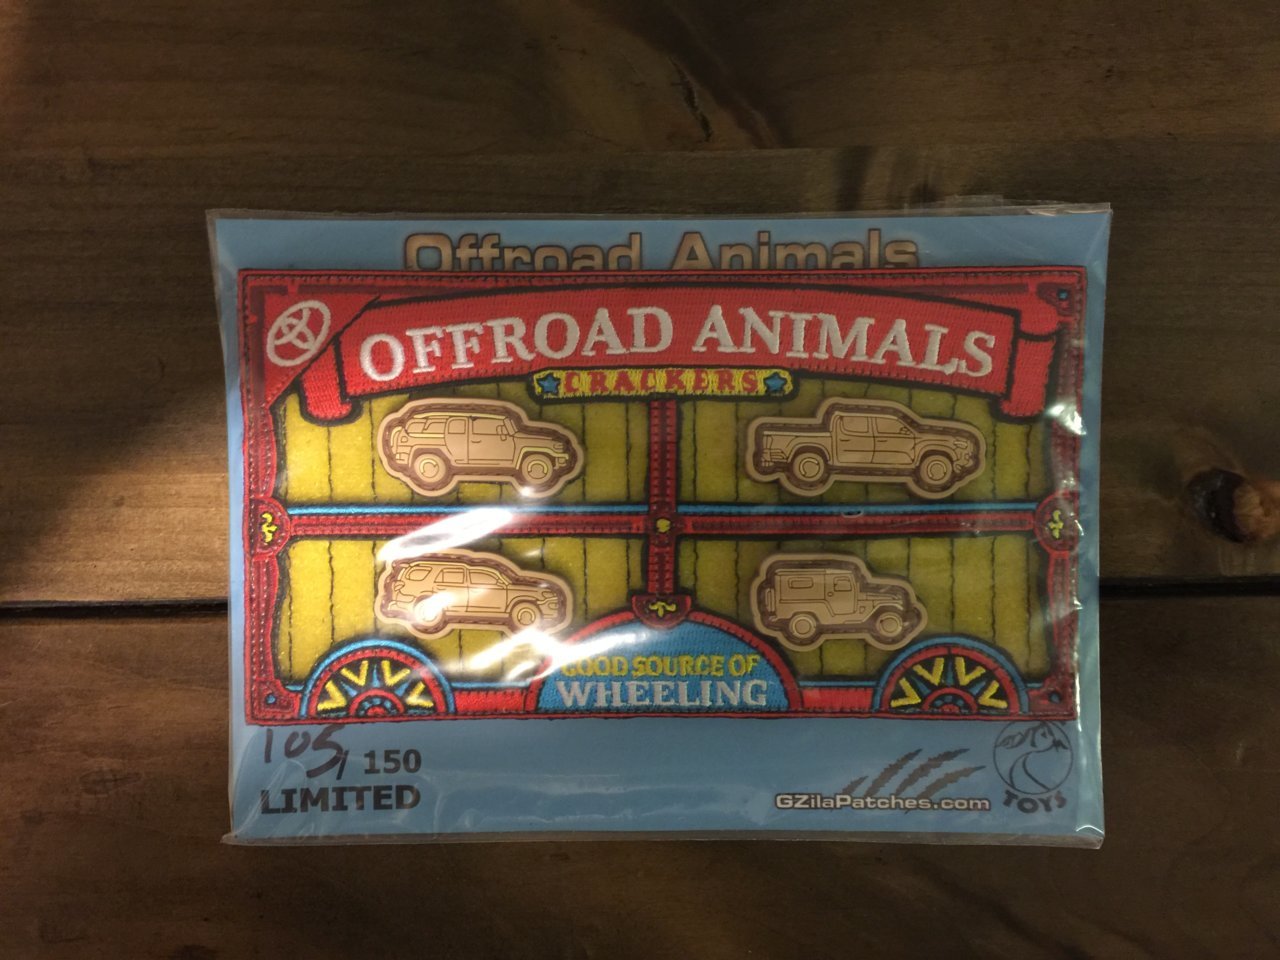 Offroad Animals
OFFROAD ANIMALS
CRACKERS
GOOD SOURCE OF
WHEELING
105/150
LIMITED
GZilaPatches.com
TOYS